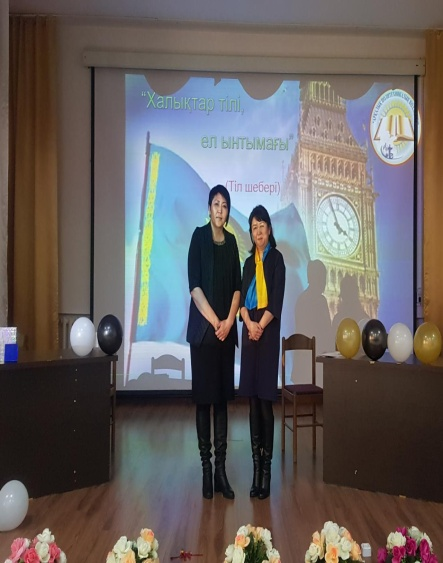 "Халықтар тілі,
ел ынтымағы"
(Тіл шебері)